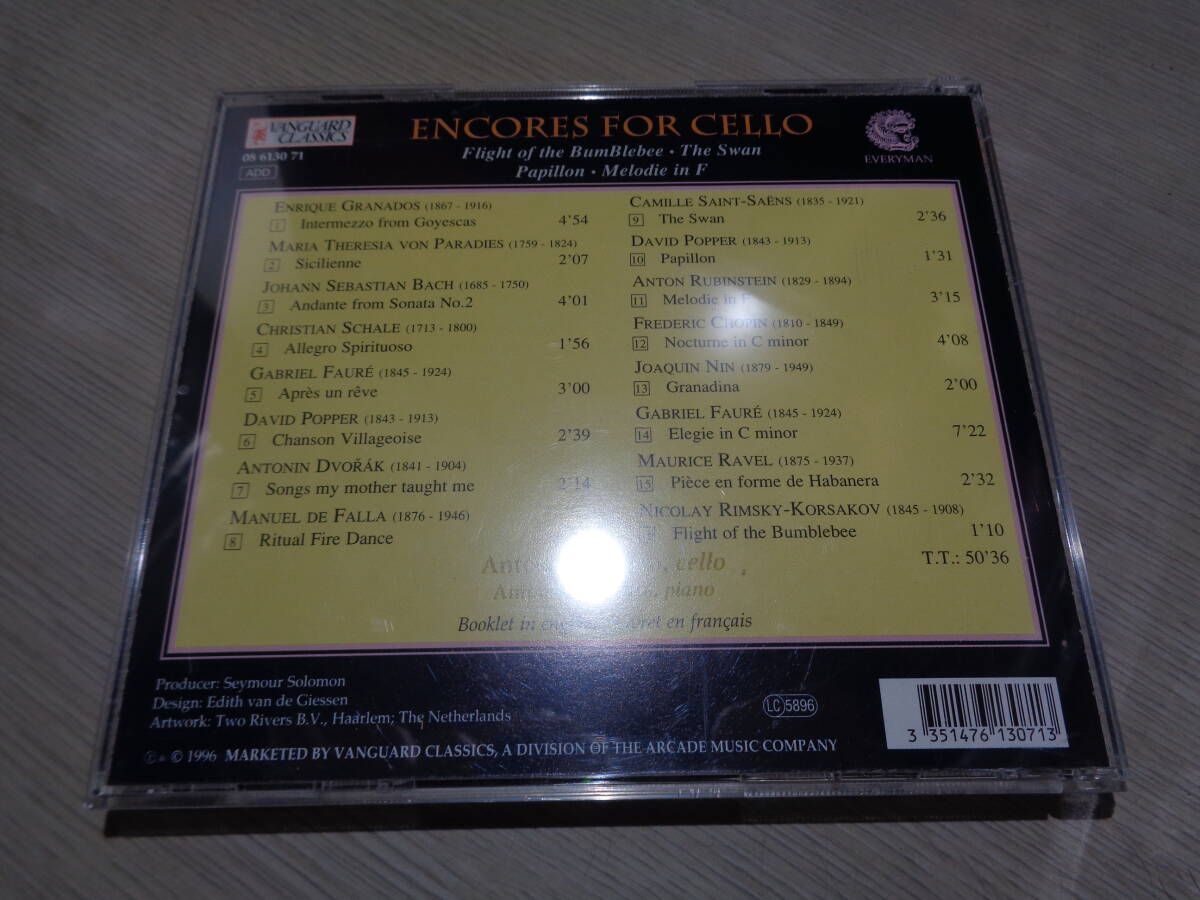 VANGUARD CLASSICS
08 6130 71
ADD
ENCORES FOR CELLO
Flight of the BumBlebee · The Swan
Papillon · Melodie in F
EVERYMAN
ENRIQUE GRANADOS (1867 - 1916)
1 Intermezzo from Goyescas 4'54
MARIA THERESIA VON PARADIES (1759 - 1824)
2 Sicilienne 2'07
JOHANN SEBASTIAN BACH (1685 - 1750)
3 Andante from Sonata No.2 4'01
CHRISTIAN SCHALE (1713 - 1800)
4 Allegro Spirituoso 1'56
GABRIEL FAURÉ (1845 - 1924)
5 Après un rêve 3'00
DAVID POPPER (1843 - 1913)
6 Chanson Villageoise 2'39
ANTONIN DVOŘÁK (1841 - 1904)
7 Songs my mother taught me 2'14
MANUEL DE FALLA (1876 - 1946)
8 Ritual Fire Dance
CAMILLE SAINT-SAËNS (1835 - 1921)
9 The Swan 2'36
DAVID POPPER (1843 - 1913)
10 Papillon 1'31
ANTON RUBINSTEIN (1829 - 1894)
11 Melodie in F 3'15
FREDERIC CHOPIN (1810 - 1849)
12 Nocturne in C minor 4'08
JOAQUIN NIN (1879 - 1949)
13 Granadina 2'00
GABRIEL FAURÉ (1845 - 1924)
14 Elegie in C minor 7'22
MAURICE RAVEL (1875 - 1937)
15 Pièce en forme de Habanera 2'32
NICOLAY RIMSKY-KORSAKOV (1845 - 1908)
Flight of the Bumblebee 1'10
T.T.: 50'36
cello
piano
Booklet in en français
Producer: Seymour Solomon
Design: Edith van de Giessen
Artwork: Two Rivers B.V., Haarlem; The Netherlands
℗ © 1996 MARKETED BY VANGUARD CLASSICS, A DIVISION OF THE ARCADE MUSIC COMPANY
LC 5896
3 351476 130713